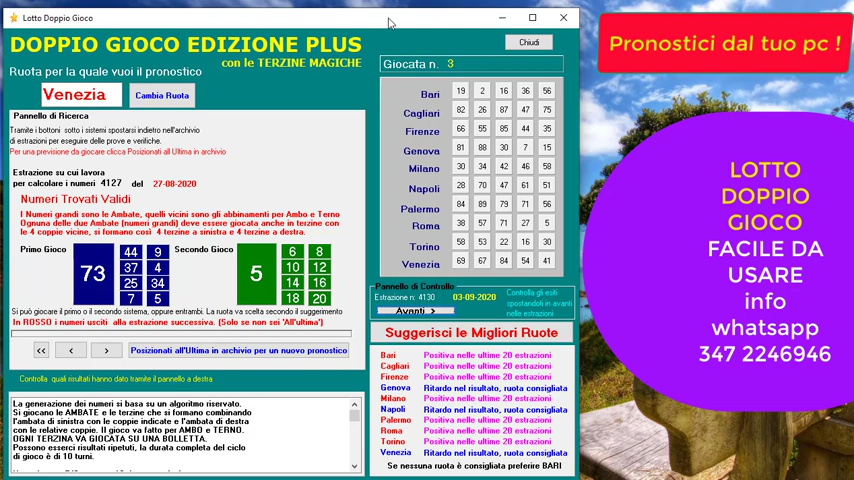 Lotto Doppio Gioco
DOPPIO GIOCO EDIZIONE PLUS
con le TERZINE MAGICHE
Chiudi
Ruota per la quale vuoi il pronostico
Venezia
Cambia Ruota
Pannello di Ricerca
Tramite i bottoni sotto i sistemi spostarsi indietro nell'archivio
di estrazioni per eseguire delle prove e verifiche.
Per una previsione da giocare clicca Posizionati all'Ultima in archivio
Estrazione su cui lavora
per calcolare i numeri 4127 del 27-08-2020
Numeri Trovati Validi
I Numeri grandi sono le Ambate, quelli vicini sono gli abbinamenti per Ambo e Terno
Ognuna delle due Ambate (numeri grandi) deve essere giocata anche in terzine con
le 4 coppie vicine, si formano così 4 terzine a sinistra e 4 terzine a destra.
Primo Gioco
73
44 9
37 4
25 34
7 5
Secondo Gioco
5
6 8
10 12
14 16
18 20
Si può giocare il primo o il secondo sistema, oppure entrambi. La ruota va scelta secondo il suggerimento
In ROSSO i numeri usciti alla estrazione successiva. (Solo se non sei 'All'ultima')
<< < > Posizionati all'Ultima in archivio per un nuovo pronostico
Controlla quali risultati hanno dato tramite il pannello a destra
La generazione dei numeri si basa su un algoritmo riservato.
Si giocano le AMBATE e le terzine che si formano combinando
l'ambata di sinistra con le coppie indicate e l'ambata di destra
con le relative coppie. Il gioco va fatto per AMBO e TERNO.
OGNI TERZINA VA GIOCATA SU UNA BOLLETTA.
Possono esserci risultati ripetuti, la durata completa del ciclo
di gioco è di 10 turni.
Giocata n. 3
Bari 19 2 16 36 56
Cagliari 82 26 87 47 75
Firenze 66 55 85 44 35
Genova 81 88 30 7 15
Milano 30 34 42 46 58
Napoli 28 70 47 61 51
Palermo 84 89 79 71 56
Roma 38 57 71 27 5
Torino 58 53 22 16 30
Venezia 69 67 84 54 41
Pannello di Controllo
Estrazione n: 4130 03-09-2020
Avanti >
Controlla gli esiti
spostandoti in avanti
nelle estrazioni
Suggerisci le Migliori Ruote
Bari Positiva nelle ultime 20 estrazioni
Cagliari Positiva nelle ultime 20 estrazioni
Firenze Positiva nelle ultime 20 estrazioni
Genova Ritardo nel risultato, ruota consigliata
Milano Positiva nelle ultime 20 estrazioni
Napoli Ritardo nel risultato, ruota consigliata
Palermo Positiva nelle ultime 20 estrazioni
Roma Positiva nelle ultime 20 estrazioni
Torino Positiva nelle ultime 20 estrazioni
Venezia Ritardo nel risultato, ruota consigliata
Se nessuna ruota è consigliata preferire BARI
Pronostici dal tuo pc !
LOTTO
DOPPIO
GIOCO
FACILE DA
USARE
info
whatsapp
347 2246946